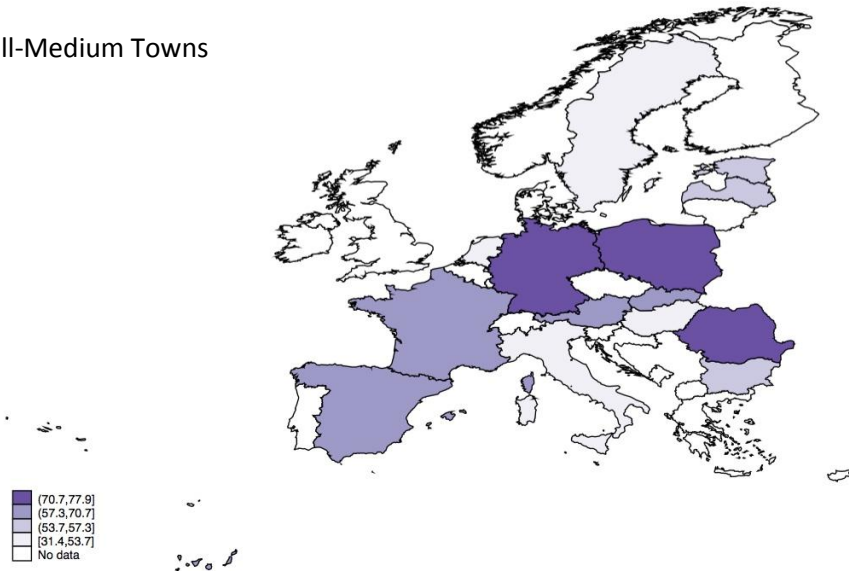 ll-Medium Towns
(70.7,77.9]
(57.3,70.7]
(53.7,57.3]
[31.4,53.7]
No data